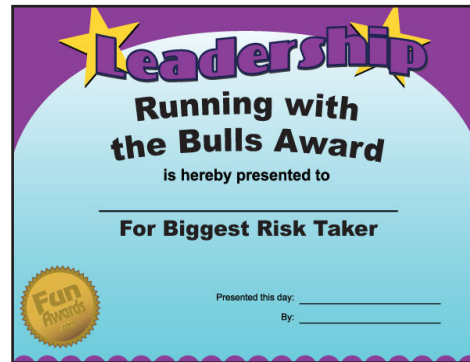 Leadership
Running with
the Bulls Award
is hereby presented to
For Biggest Risk Taker
Presented this day:
By:
Fun
Awards
.com